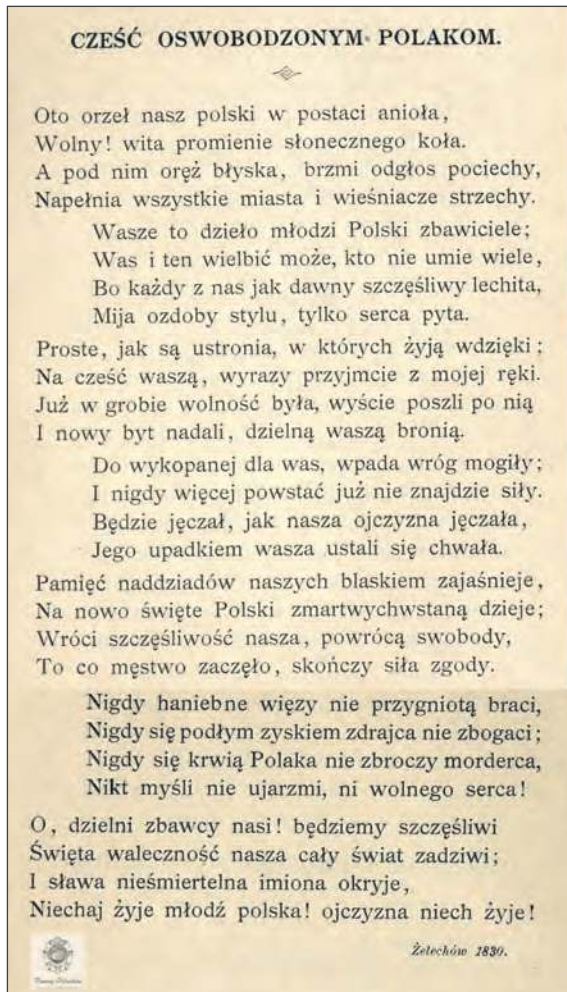 CZEŚĆ OSWOBODZONYM POLAKOM.
Oto orzeł nasz polski w postaci anioła,
Wolny! wita promienie słonecznego koła.
A pod nim oręż błyska, brzmi odgłos pociechy,
Napełnia wszystkie miasta i wieśniacze strzechy.
Wasze to dzieło młodzi Polski zbawiciele;
Was i ten wielbić może, kto nie umie wiele,
Bo każdy z nas jak dawny szczęśliwy lechita,
Mija ozdoby stylu, tylko serca pyta.
Proste, jak są ustronia, w których żyją wdzięki;
Na cześć waszą, wyrazy przyjmcie z mojej ręki.
Już w grobie wolność była, wyście poszli po nią
I nowy byt nadali, dzielną waszą bronią.
Do wykopanej dla was, wpada wróg mogiły;
I nigdy więcej powstać już nie znajdzie siły.
Będzie jęczał, jak nasza ojczyzna jęczała,
Jego upadkiem wasza ustali się chwała.
Pamięć naddziadów naszych blaskiem zajaśnieje,
Na nowo święte Polski zmartwychwstaną dzieje;
Wróci szczęśliwość nasza, powrócą swobody,
To co męstwo zaczęło, skończy siła zgody.
Nigdy haniebne więzy nie przygniotą braci,
Nigdy się podłym zyskiem zdrajca nie zbogaci;
Nigdy się krwią Polaka nie zbroczy morderca,
Nikt myśli nie ujarzmi, ni wolnego serca!
O, dzielni zbawcy nasi! będziemy szczęśliwi
Święta waleczność nasza cały świat zadziwi;
I sława nieśmiertelna imiona okryje,
Niechaj żyje młodź polska! ojczyzna niech żyje!
Żelechów 1830.